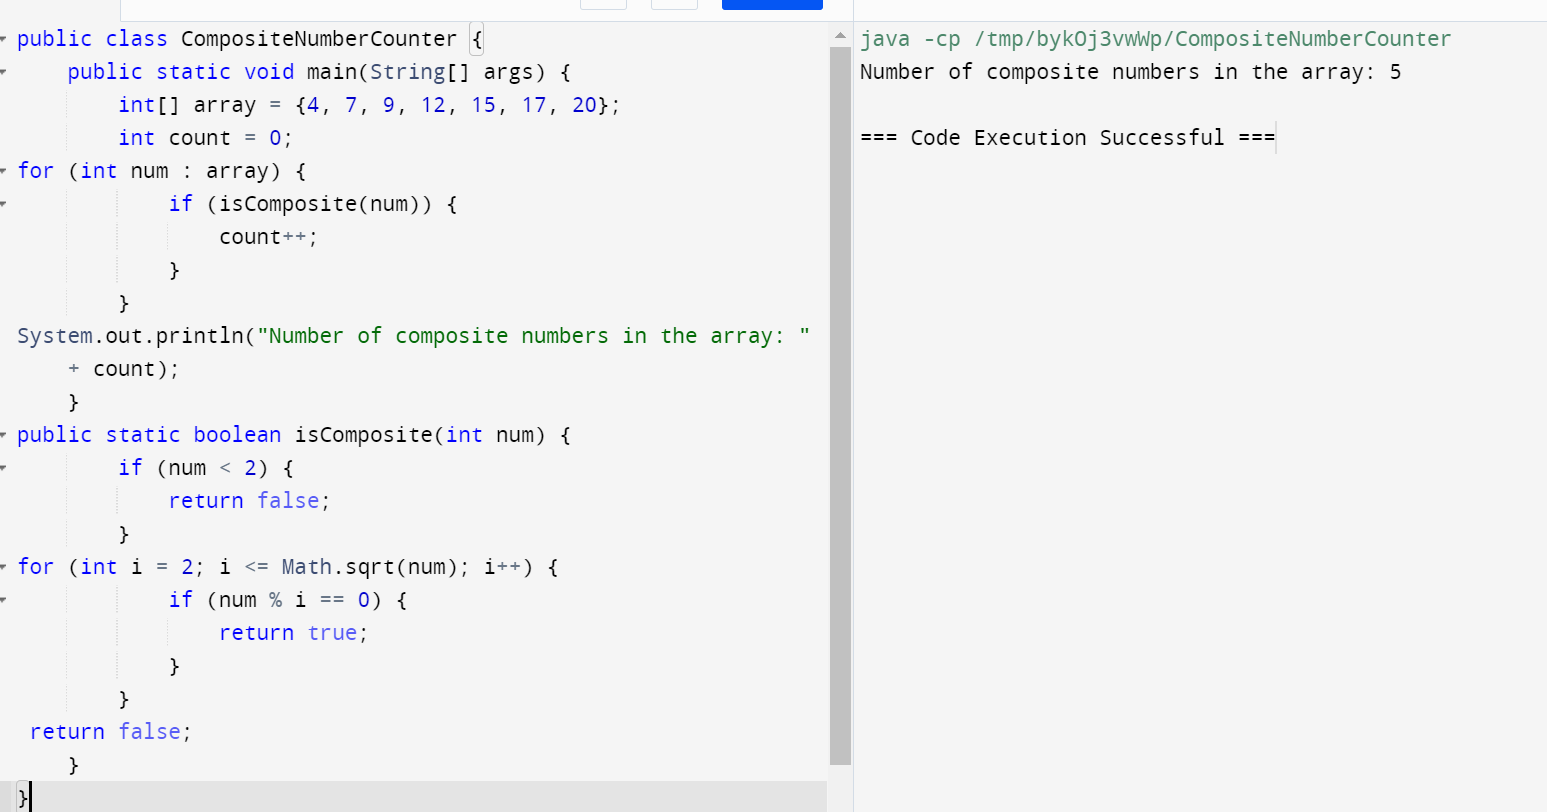 public class CompositeNumberCounter {
    public static void main(String[] args) {
        int[] array = {4, 7, 9, 12, 15, 17, 20};
        int count = 0;
for (int num : array) {
            if (isComposite(num)) {
                count++;
            }
        }
System.out.println("Number of composite numbers in the array: "
    + count);
    }
public static boolean isComposite(int num) {
        if (num < 2) {
            return false;
        }
for (int i = 2; i <= Math.sqrt(num); i++) {
            if (num % i == 0) {
                return true;
            }
        }
 return false;
    }
}
java -cp /tmp/bykOj3vwWp/CompositeNumberCounter
Number of composite numbers in the array: 5
=== Code Execution Successful ===